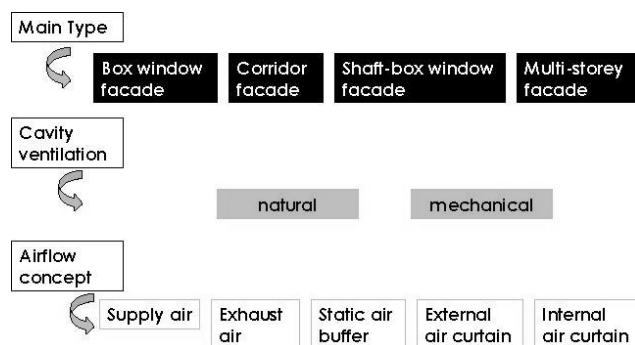 Main Type
Box window
facade
Corridor
facade
Shaft-box window
facade
Multi-storey
facade
Cavity
ventilation
natural
mechanical
Airflow
concept
Supply air
Exhaust
air
Static air
buffer
External
air curtain
Internal
air curtain